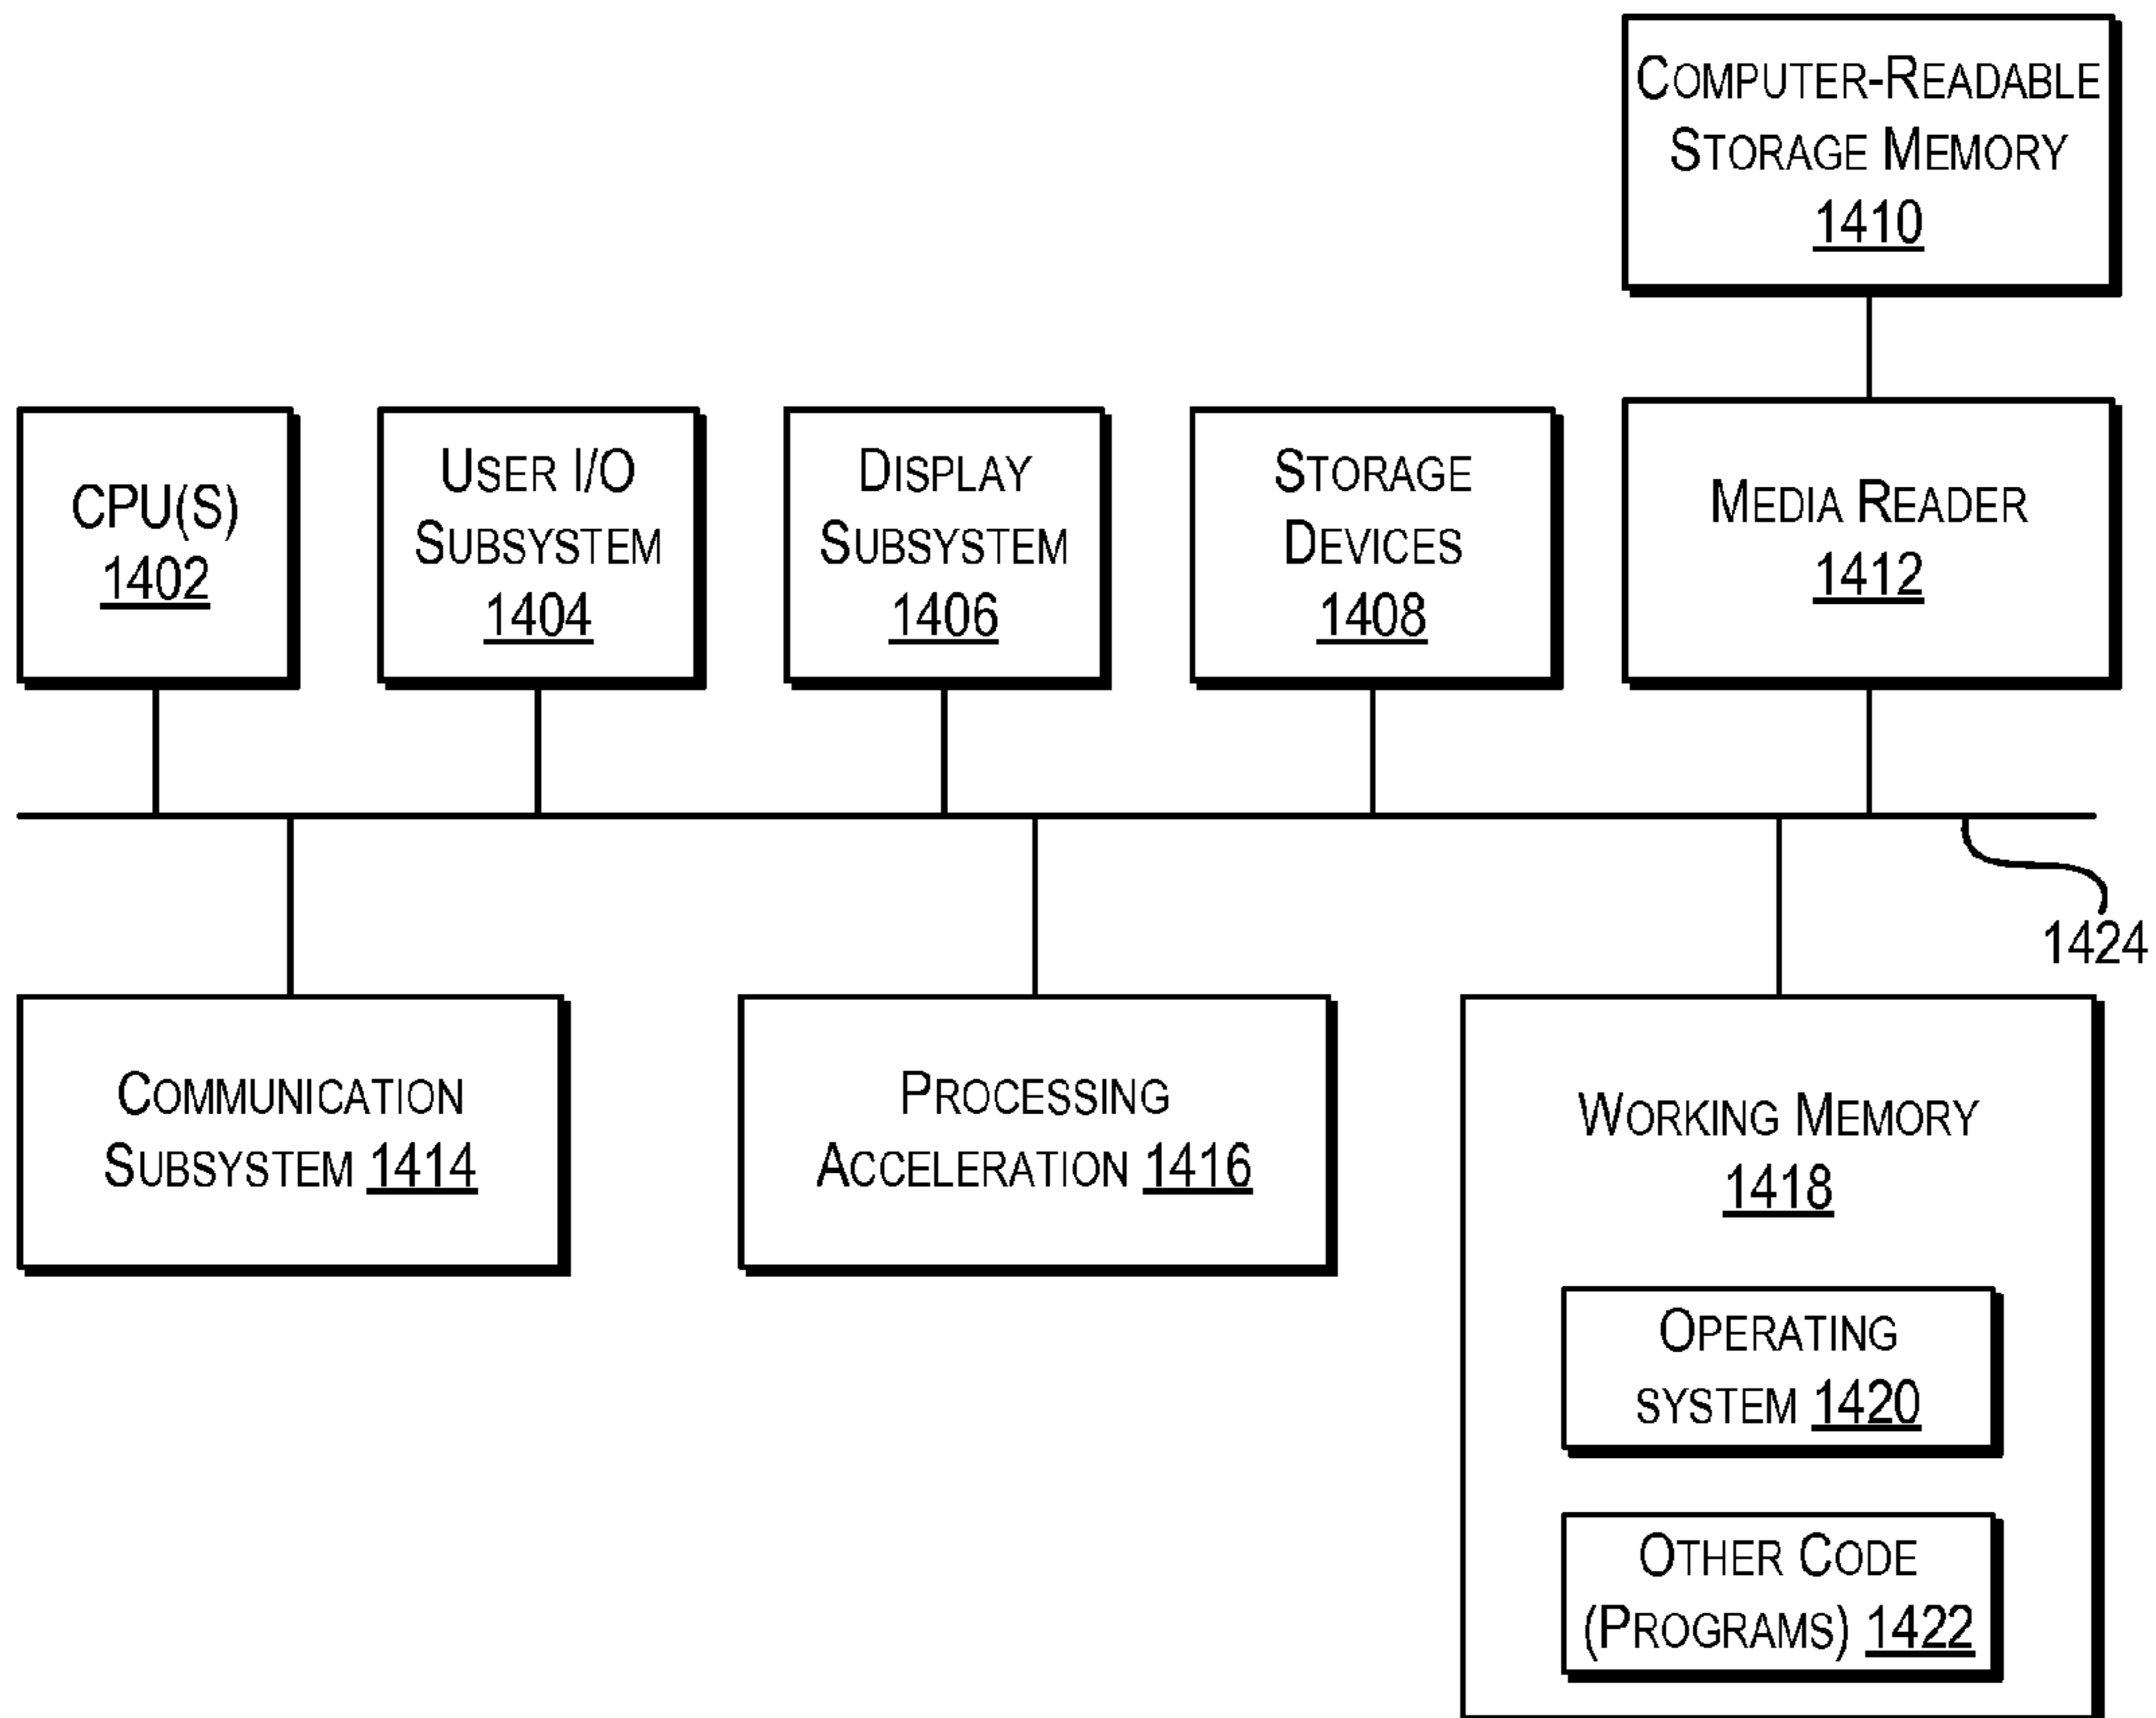 COMPUTER-READABLE
STORAGE MEMORY
1410
CPU(S)
1402
USER I/O
SUBSYSTEM
1404
DISPLAY
SUBSYSTEM
1406
STORAGE
DEVICES
1408
MEDIA READER
1412
1424
COMMUNICATION
SUBSYSTEM 1414
PROCESSING
ACCELERATION 1416
WORKING MEMORY
1418
OPERATING
SYSTEM 1420
OTHER CODE
(PROGRAMS) 1422